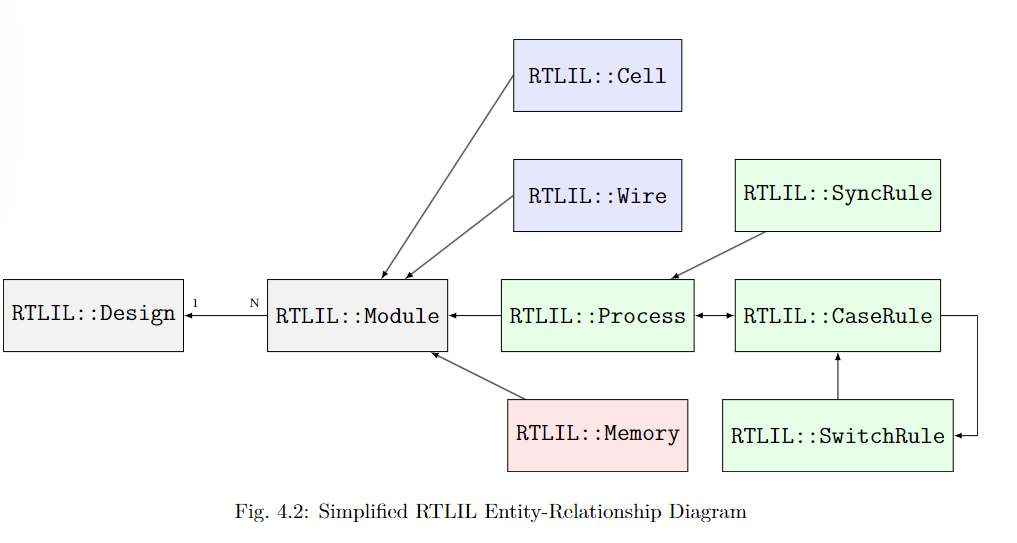 RTLIL::Cell
RTLIL::Wire
RTLIL::SyncRule
RTLIL::Design
1
N
RTLIL::Module
RTLIL::Process
RTLIL::CaseRule
RTLIL::Memory
RTLIL::SwitchRule
Fig. 4.2: Simplified RTLIL Entity-Relationship Diagram